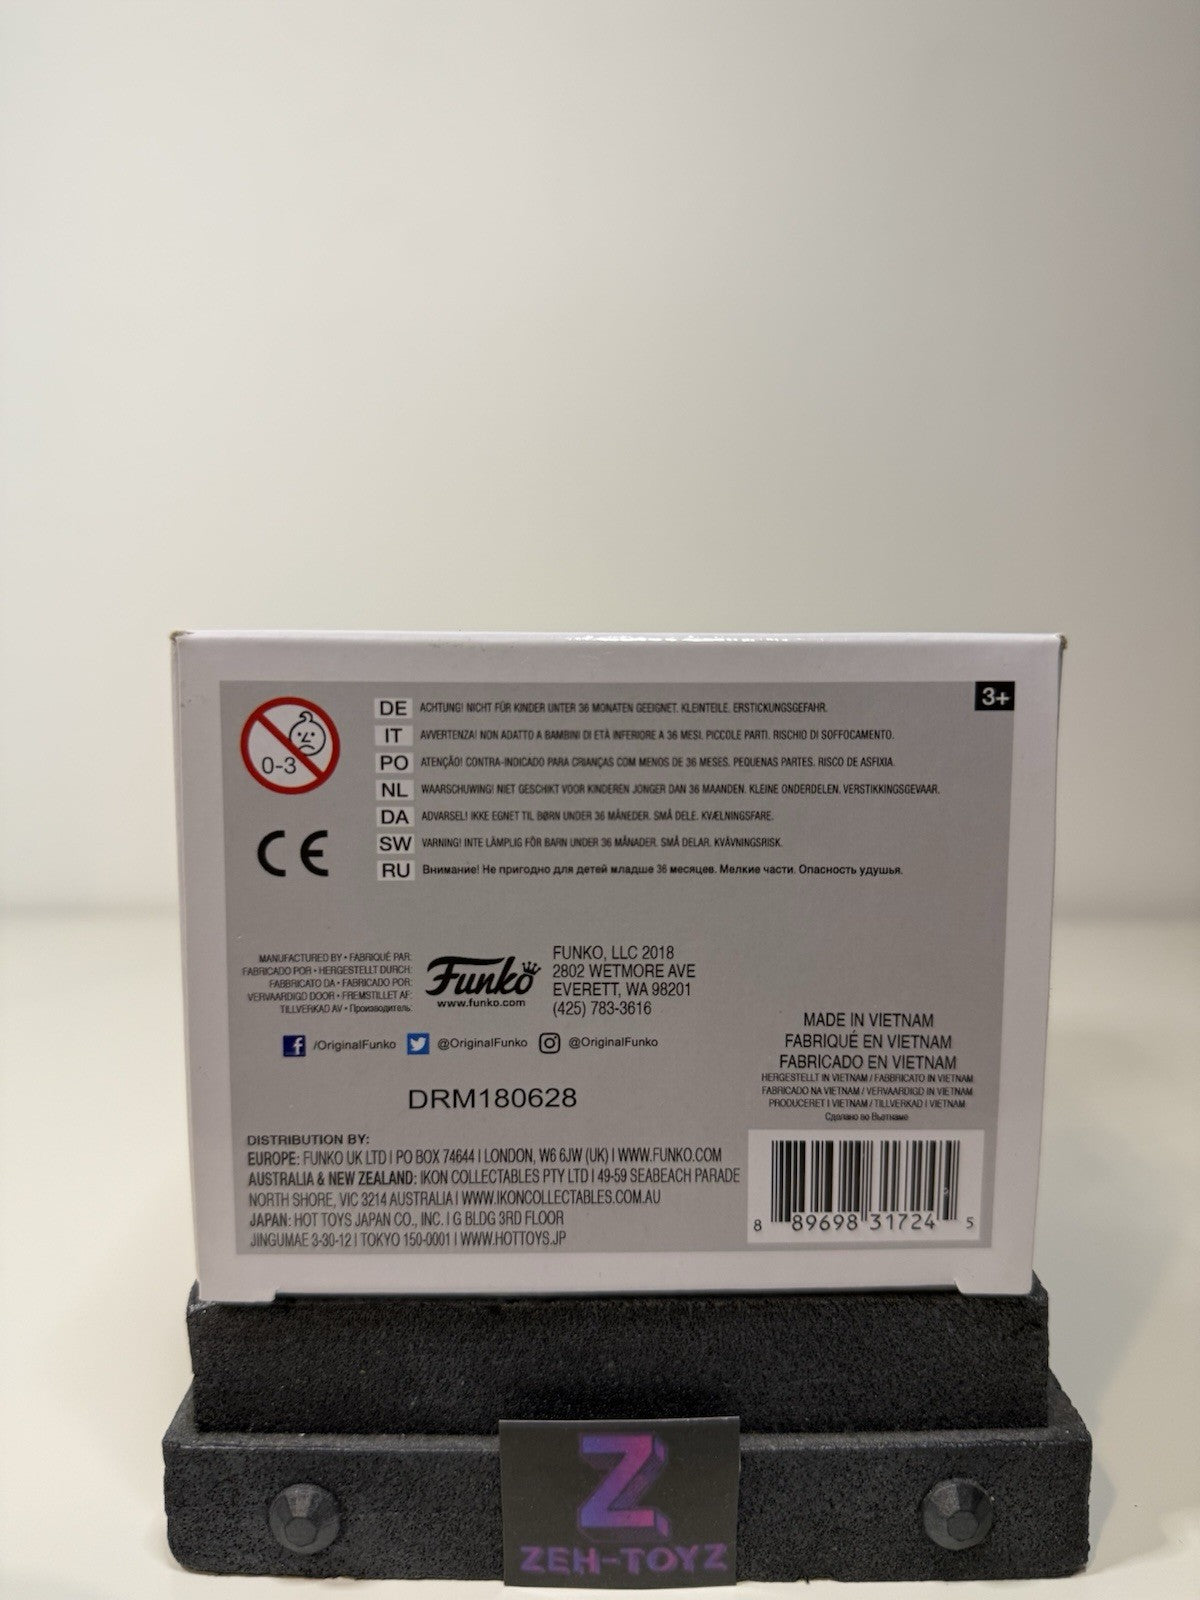 3+
0-3
DE ACHTUNG! NICHT FÜR KINDER UNTER 36 MONATEN GEEIGNET. KLEINTEILE. ERSTICKUNGSGEFAHR.
IT AVVERTENZA! NON ADATTO A BAMBINI DI ETÀ INFERIORE A 36 MESI. PICCOLE PARTI. RISCHIO DI SOFFOCAMENTO.
PO ATENÇÃO! CONTRA-INDICADO PARA CRIANÇAS COM MENOS DE 36 MESES. PEQUENAS PARTES. RISCO DE ASFIXIA.
NL WAARSCHUWING! NIET GESCHIKT VOOR KINDEREN JONGER DAN 36 MAANDEN. KLEINE ONDERDELEN. VERSTIKKINGSGEVAAR.
DA ADVARSEL! IKKE EGNET TIL BØRN UNDER 36 MÅNEDER. SMÅ DELE. KVÆLNINGSFARE.
SW VARNING! INTE LÄMPLIG FÖR BARN UNDER 36 MÅNADER. SMÅ DELAR. KVÄVNINGSRISK.
RU Внимание! Не пригодно для детей младше 36 месяцев. Мелкие части. Опасность удушья.
CE
MANUFACTURED BY • FABRIQUÉ PAR:
FABRICADO POR • HERGESTELLT DURCH:
FABBRICATO DA • FABRICADO POR:
VERVAARDIGD DOOR • FREMSTILLET AF:
TILLVERKAD AV • Производитель:
Funko
www.funko.com
FUNKO, LLC 2018
2802 WETMORE AVE
EVERETT, WA 98201
(425) 783-3616
/OriginalFunko @OriginalFunko @OriginalFunko
DRM180628
MADE IN VIETNAM
FABRIQUÉ EN VIETNAM
FABRICADO EN VIETNAM
HERGESTELLT IN VIETNAM / FABBRICATO IN VIETNAM
FABRICADO NA VIETNAM / VERVAARDIGD IN VIETNAM
PRODUCERET I VIETNAM / TILLVERKAD I VIETNAM
Сделано во Вьетнаме
DISTRIBUTION BY:
EUROPE: FUNKO UK LTD | PO BOX 74644 | LONDON, W6 6JW (UK) | WWW.FUNKO.COM
AUSTRALIA & NEW ZEALAND: IKON COLLECTABLES PTY LTD | 49-59 SEABEACH PARADE
NORTH SHORE, VIC 3214 AUSTRALIA | WWW.IKONCOLLECTABLES.COM.AU
JAPAN: HOT TOYS JAPAN CO., INC. | G BLDG 3RD FLOOR
JINGUMAE 3-30-12 | TOKYO 150-0001 | WWW.HOTTOYS.JP
8 89698 31724 5
Z
ZEH-TOYZ